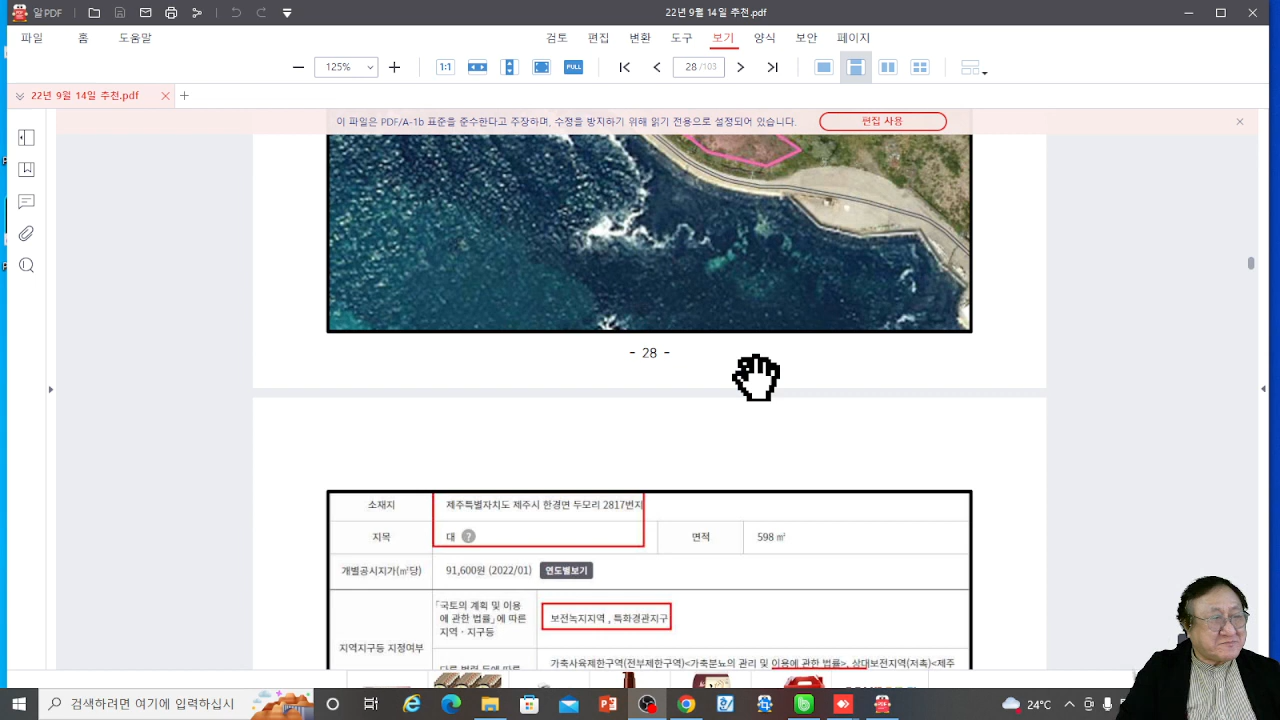 알PDF
22년 9월 14일 추천.pdf
파일 홈 도움말 검토 편집 변환 도구 보기 양식 보안 페이지
125% 1:1 FULL 28 /103
22년 9월 14일 추천.pdf
이 파일은 PDF/A-1b 표준을 준수한다고 주장하며, 수정을 방지하기 위해 읽기 전용으로 설정되어 있습니다. 편집 사용
- 28 -
소재지 제주특별자치도 제주시 한경면 두모리 2817번지
지목 대 ? 면적 598 ㎡
개별공시지가(㎡당) 91,600원 (2022/01) 연도별보기
지역지구등 지정여부
「국토의 계획 및 이용
에 관한 법률」에 따른
지역ㆍ지구등
보전녹지지역 , 특화경관지구
다른 법령 등에 따른
가축사육제한구역(전부제한구역)<가축분뇨의 관리 및 이용에 관한 법률>, 상대보전지역(저촉)<제주
검색하려면 여기에 입력하십시 24°C